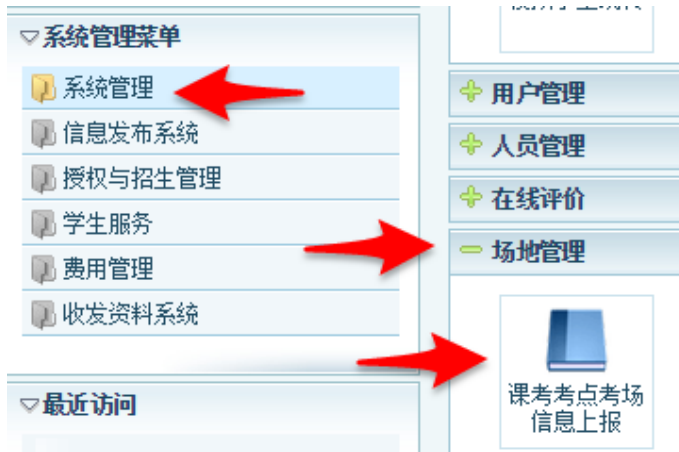 系统管理菜单
系统管理
信息发布系统
授权与招生管理
学生服务
费用管理
收发资料系统
最近访问
用户管理
人员管理
在线评价
场地管理
课考考点考场
信息上报